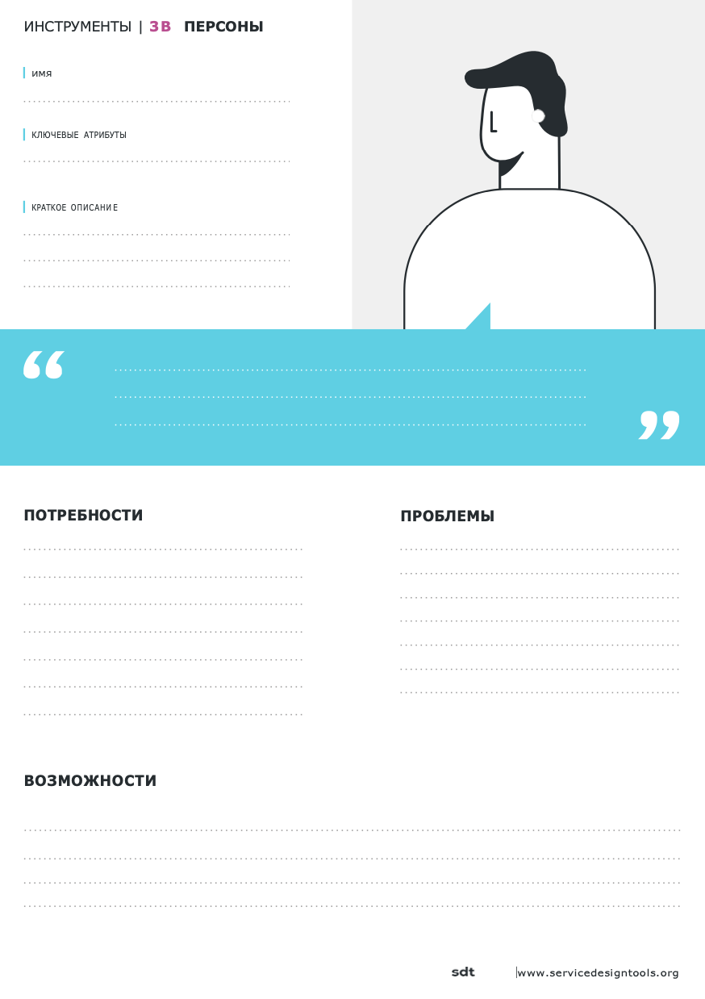 ИНСТРУМЕНТЫ | 3B ПЕРСОНЫ
имя
КЛЮЧЕВЫЕ АТРИБУТЫ
КРАТКОЕ ОПИСАНИЕ
“
”
ПОТРЕБНОСТИ
ПРОБЛЕМЫ
ВОЗМОЖНОСТИ
sdt |www.servicedesigntools.org